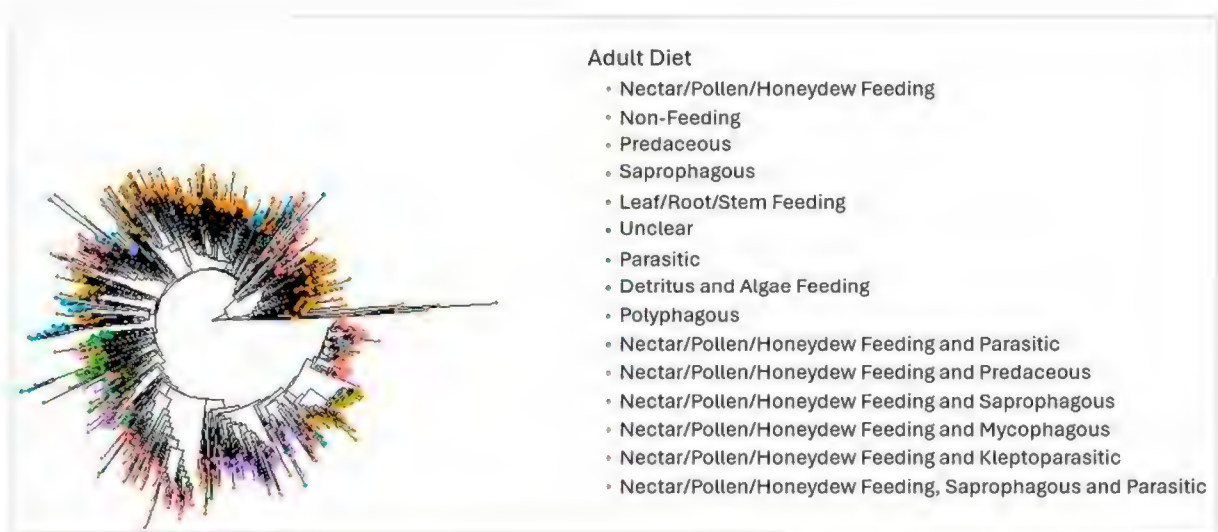 Adult Diet
Nectar/Pollen/Honeydew Feeding
Non-Feeding
Predaceous
Saprophagous
Leaf/Root/Stem Feeding
Unclear
Parasitic
Detritus and Algae Feeding
Polyphagous
Nectar/Pollen/Honeydew Feeding and Parasitic
Nectar/Pollen/Honeydew Feeding and Predaceous
Nectar/Pollen/Honeydew Feeding and Saprophagous
Nectar/Pollen/Honeydew Feeding and Mycophagous
Nectar/Pollen/Honeydew Feeding and Kleptoparasitic
Nectar/Pollen/Honeydew Feeding, Saprophagous and Parasitic